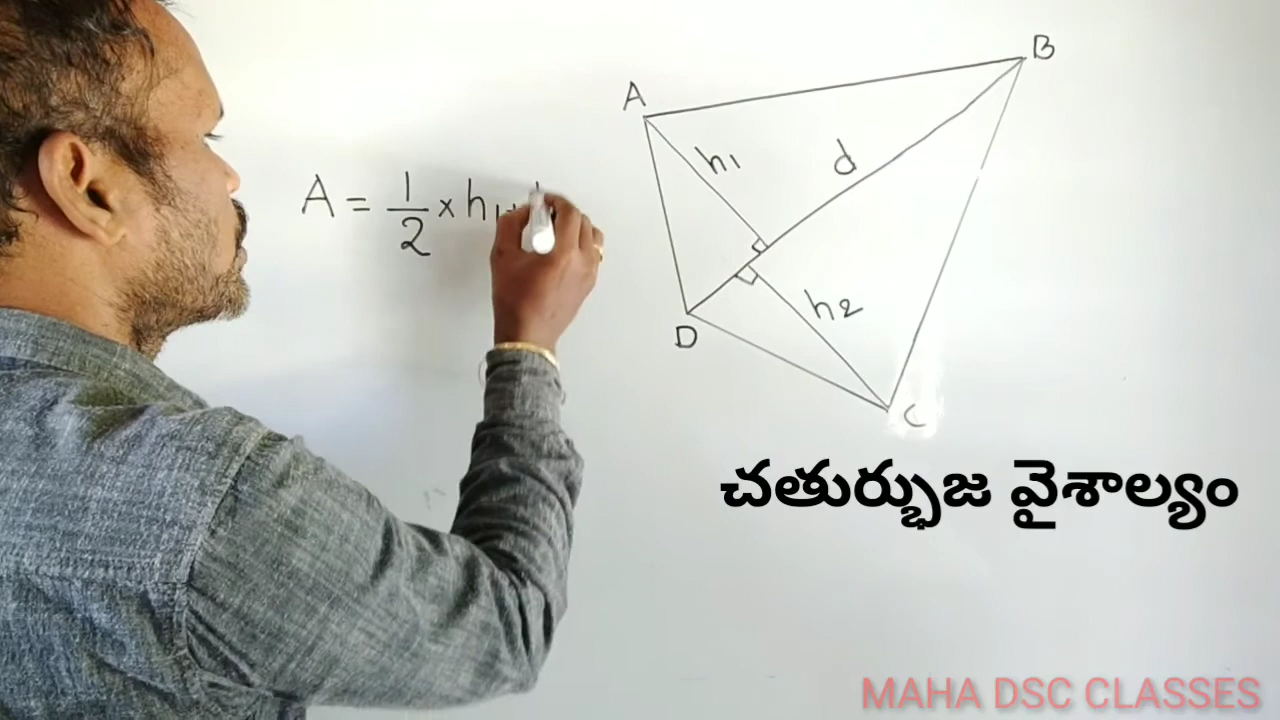 B
A
h1
d
A = 1/2 × h1
h2
D
C
చతుర్భుజ వైశాల్యం
MAHA DSC CLASSES